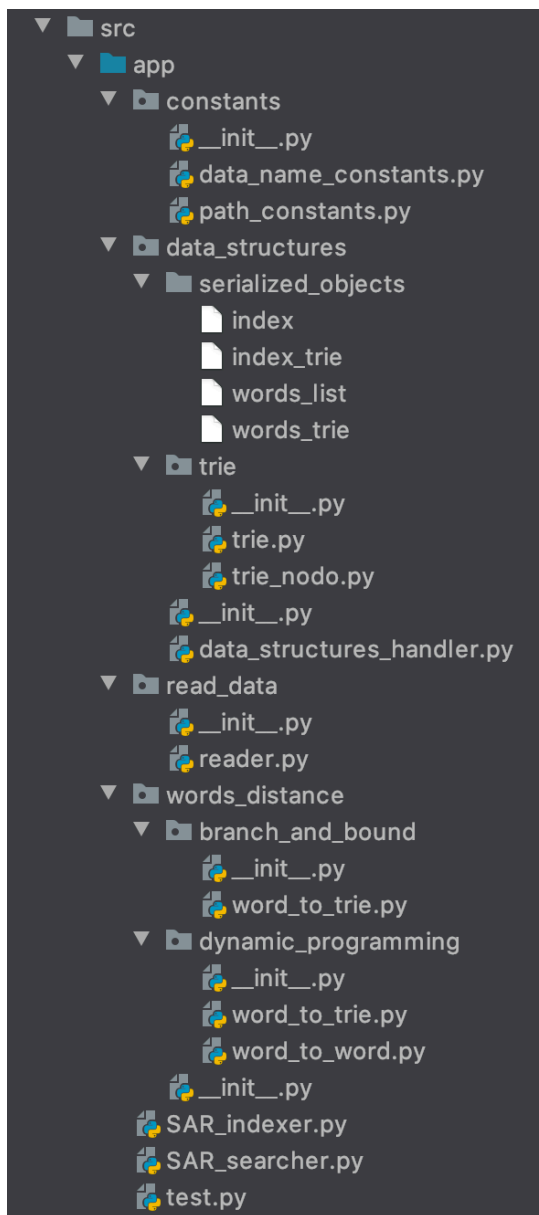 src
app
constants
__init__.py
data_name_constants.py
path_constants.py
data_structures
serialized_objects
index
index_trie
words_list
words_trie
trie
__init__.py
trie.py
trie_nodo.py
__init__.py
data_structures_handler.py
read_data
__init__.py
reader.py
words_distance
branch_and_bound
__init__.py
word_to_trie.py
dynamic_programming
__init__.py
word_to_trie.py
word_to_word.py
__init__.py
SAR_indexer.py
SAR_searcher.py
test.py